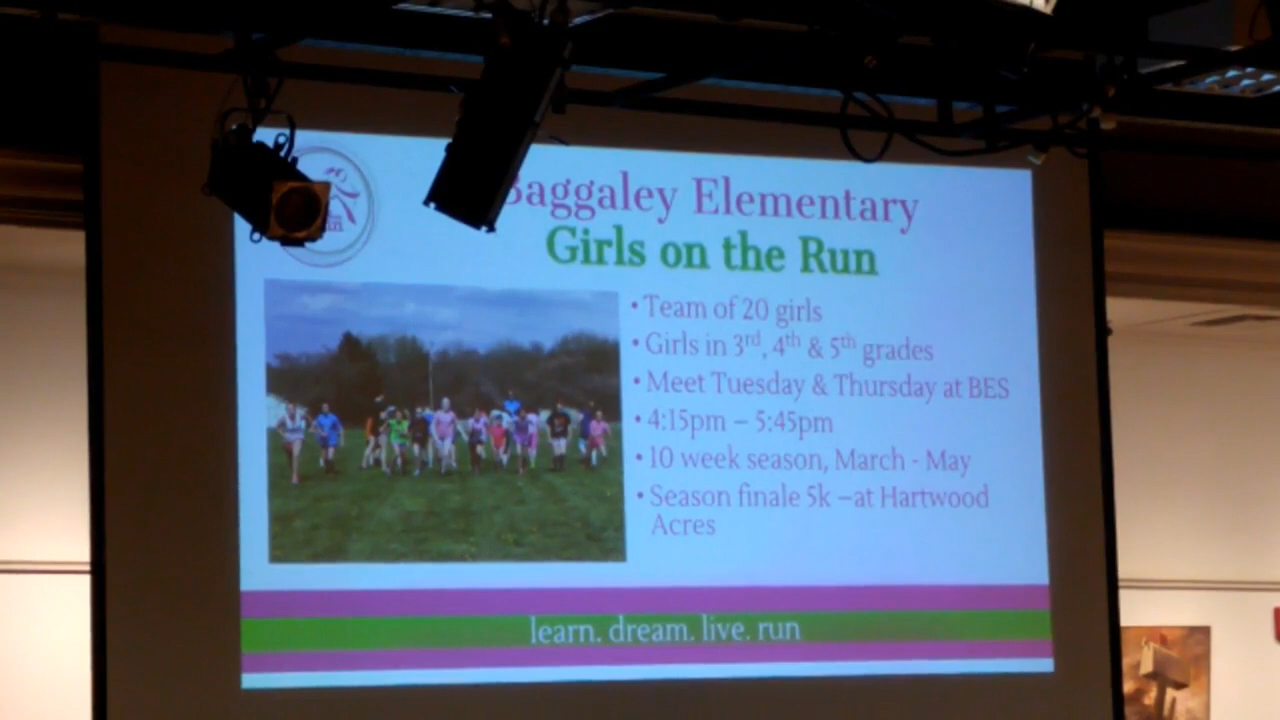 Baggaley Elementary
Girls on the Run
• Team of 20 girls
• Girls in 3rd, 4th & 5th grades
• Meet Tuesday & Thursday at BES
• 4:15pm – 5:45pm
• 10 week season, March - May
• Season finale 5k –at Hartwood
Acres
learn. dream. live. run